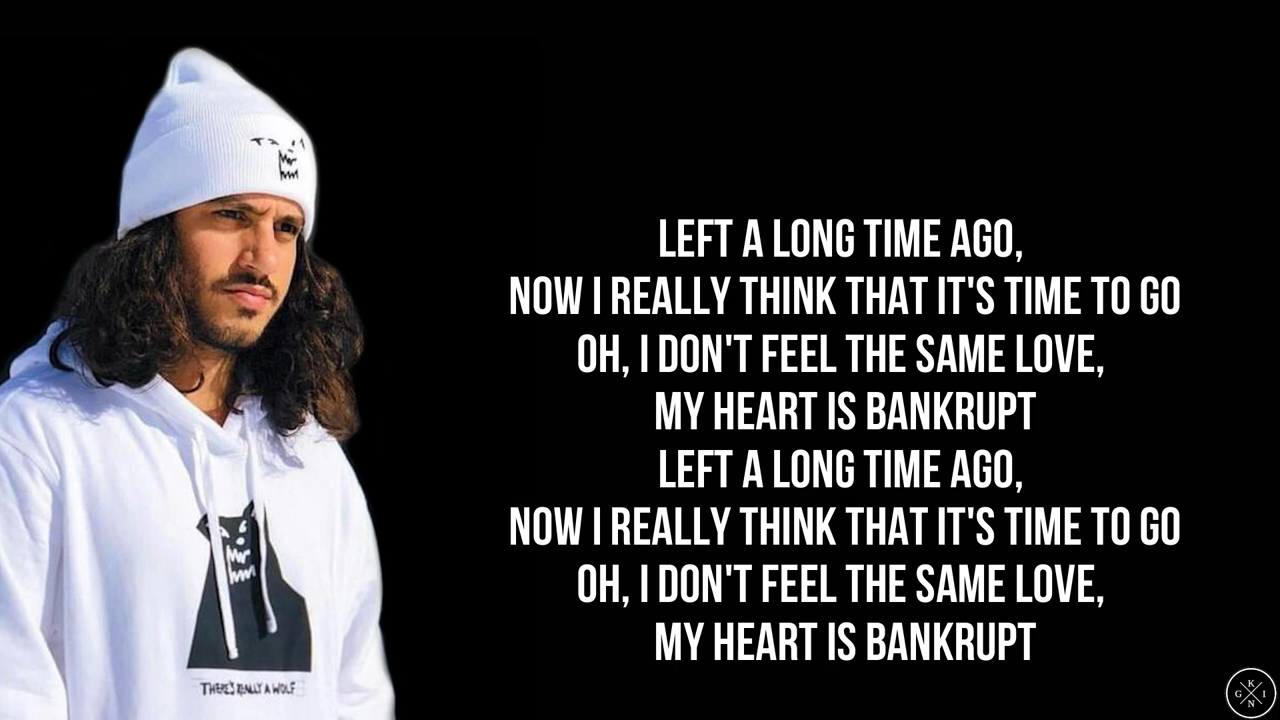 LEFT A LONG TIME AGO,
NOW I REALLY THINK THAT IT'S TIME TO GO
OH, I DON'T FEEL THE SAME LOVE,
MY HEART IS BANKRUPT
LEFT A LONG TIME AGO,
NOW I REALLY THINK THAT IT'S TIME TO GO
OH, I DON'T FEEL THE SAME LOVE,
MY HEART IS BANKRUPT
THERE'S REALLY A WOLF
K
G I
N